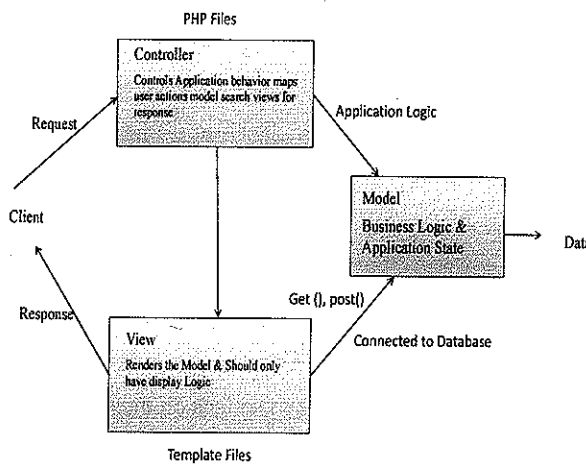 PHP Files
Controller
Controls Application behavior maps
user actions model search views for
response
Request
Application Logic
Client
Model
Business Logic &
Application State
Data
Get (), post()
Response
Connected to Database
View
Renders the Model & Should only
have display Logic
Template Files